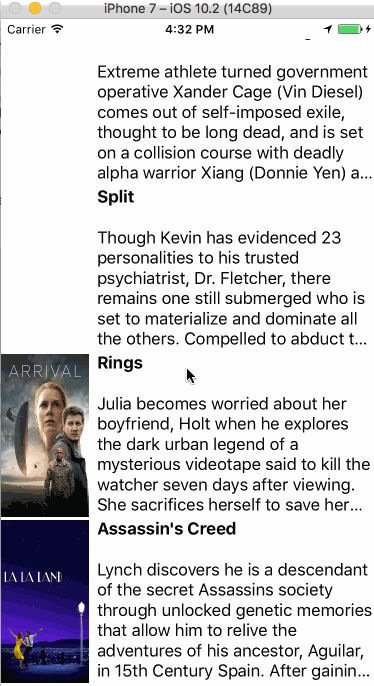 iPhone 7 – iOS 10.2 (14C89)
Carrier
4:32 PM
Extreme athlete turned government
operative Xander Cage (Vin Diesel)
comes out of self-imposed exile,
thought to be long dead, and is set
on a collision course with deadly
alpha warrior Xiang (Donnie Yen) a...
Split
Though Kevin has evidenced 23
personalities to his trusted
psychiatrist, Dr. Fletcher, there
remains one still submerged who is
set to materialize and dominate all
the others. Compelled to abduct t...
ARRIVAL
Rings
Julia becomes worried about her
boyfriend, Holt when he explores
the dark urban legend of a
mysterious videotape said to kill the
watcher seven days after viewing.
She sacrifices herself to save her...
LA LA LAND
Assassin's Creed
Lynch discovers he is a descendant
of the secret Assassins society
through unlocked genetic memories
that allow him to relive the
adventures of his ancestor, Aguilar,
in 15th Century Spain. After gainin...